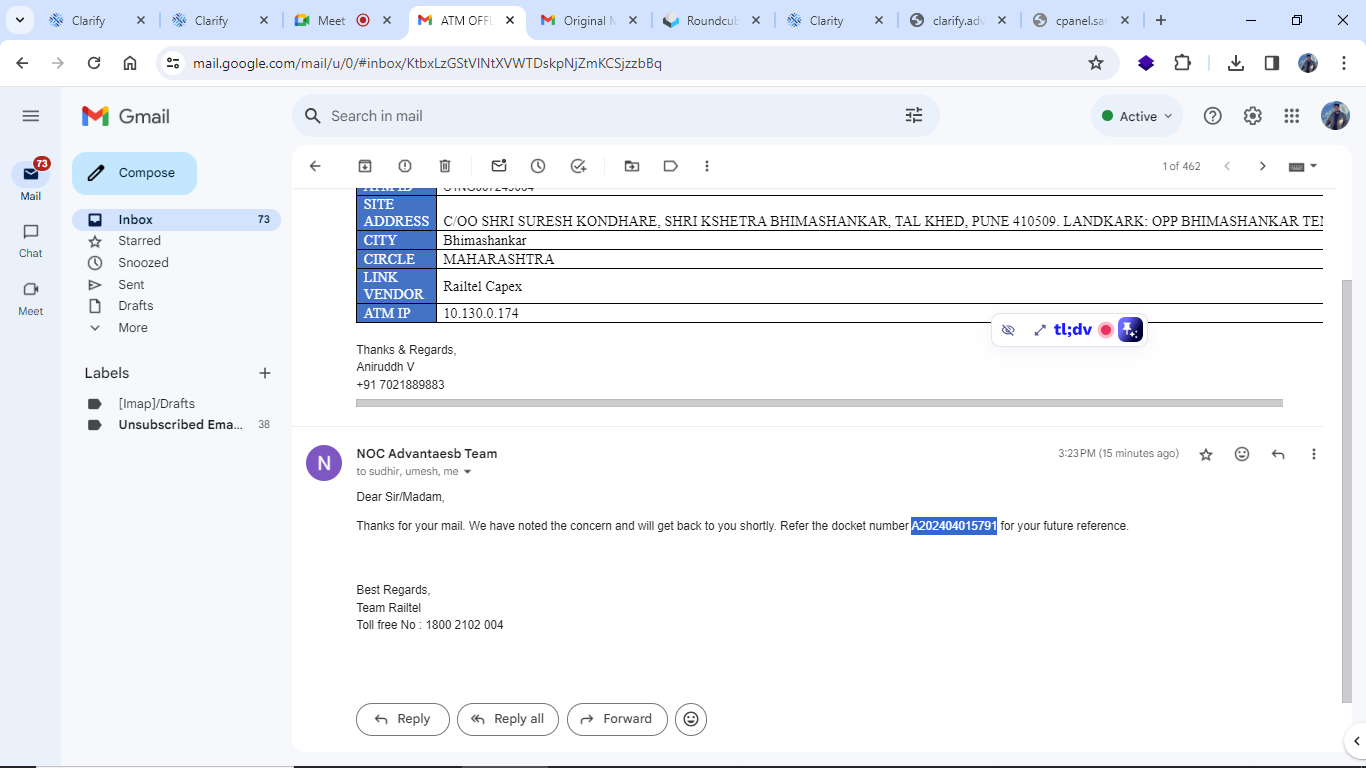 Clarify
Clarify
Meet
ATM OFFL
Original M
Roundcub
Clarity
clarify.adv
cpanel.sar
mail.google.com/mail/u/0/#inbox/KtbxLzGStVlNtXVWTDskpNjZmKCSjzzbBq
Gmail
Search in mail
Active
73
Mail
Chat
Meet
Compose
Inbox 73
Starred
Snoozed
Sent
Drafts
More
Labels
[Imap]/Drafts
Unsubscribed Ema... 38
1 of 462
SITE
ADDRESS
C/OO SHRI SURESH KONDHARE, SHRI KSHETRA BHIMASHANKAR, TAL KHED, PUNE 410509. LANDKARK: OPP BHIMASHANKAR TEM
CITY Bhimashankar
CIRCLE MAHARASHTRA
LINK
VENDOR
Railtel Capex
ATM IP 10.130.0.174
tl;dv
Thanks & Regards,
Aniruddh V
+91 7021889883
N
NOC Advantaesb Team
3:23 PM (15 minutes ago)
to sudhir, umesh, me
Dear Sir/Madam,
Thanks for your mail. We have noted the concern and will get back to you shortly. Refer the docket number A202404015791 for your future reference.
Best Regards,
Team Railtel
Toll free No : 1800 2102 004
Reply
Reply all
Forward